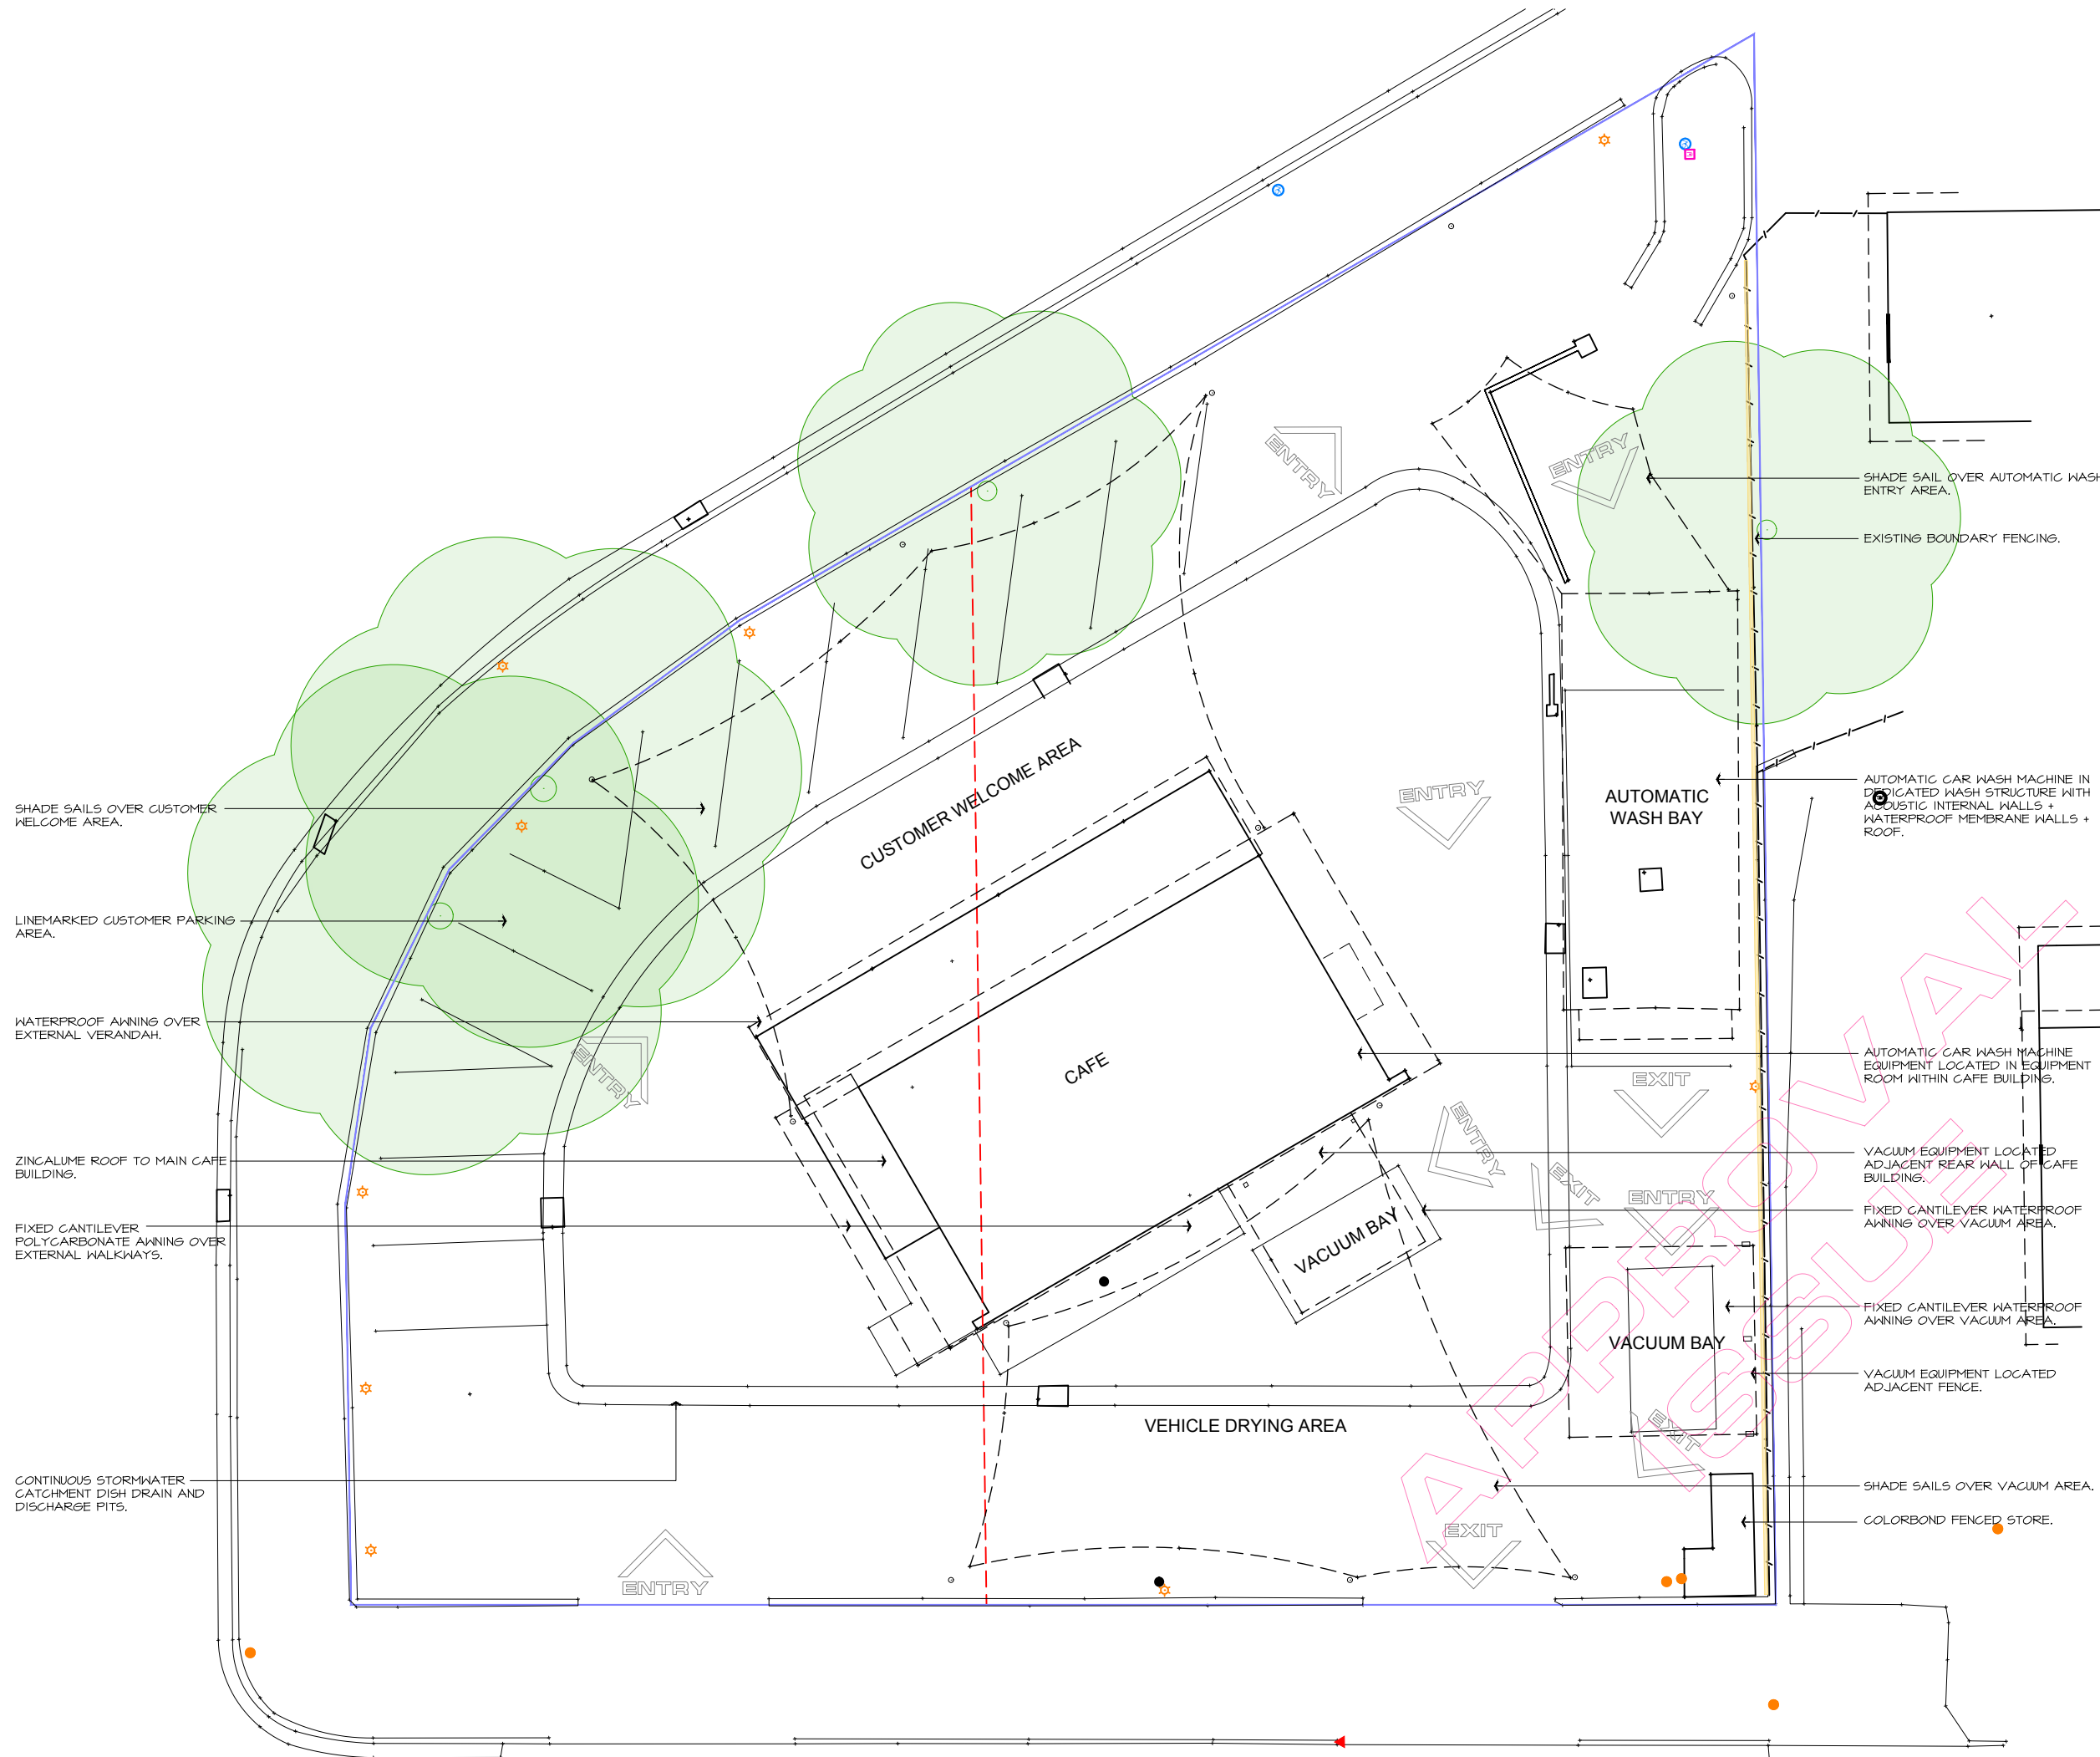 SHADE SAILS OVER CUSTOMER
WELCOME AREA.
LINEMARKED CUSTOMER PARKING
AREA.
WATERPROOF AWNING OVER
EXTERNAL VERANDAH.
ZINCALUME ROOF TO MAIN CAFE
BUILDING.
FIXED CANTILEVER
POLYCARBONATE AWNING OVER
EXTERNAL WALKWAYS.
CONTINUOUS STORMWATER
CATCHMENT DISH DRAIN AND
DISCHARGE PITS.
ENTRY
ENTRY
CUSTOMER WELCOME AREA
ENTRY
AUTOMATIC
WASH BAY
CAFE
ENTRY
EXIT
ENTRY
EXIT
ENTRY
VACUUM BAY
VACUUM BAY
VEHICLE DRYING AREA
EXIT
EXIT
ENTRY
SHADE SAIL OVER AUTOMATIC WASH
ENTRY AREA.
EXISTING BOUNDARY FENCING.
AUTOMATIC CAR WASH MACHINE IN
DEDICATED WASH STRUCTURE WITH
ACOUSTIC INTERNAL WALLS +
WATERPROOF MEMBRANE WALLS +
ROOF.
AUTOMATIC CAR WASH MACHINE
EQUIPMENT LOCATED IN EQUIPMENT
ROOM WITHIN CAFE BUILDING.
VACUUM EQUIPMENT LOCATED
ADJACENT REAR WALL OF CAFE
BUILDING.
FIXED CANTILEVER WATERPROOF
AWNING OVER VACUUM AREA.
FIXED CANTILEVER WATERPROOF
AWNING OVER VACUUM AREA.
VACUUM EQUIPMENT LOCATED
ADJACENT FENCE.
SHADE SAILS OVER VACUUM AREA.
COLORBOND FENCED STORE.
APPROVAL
ISSUE